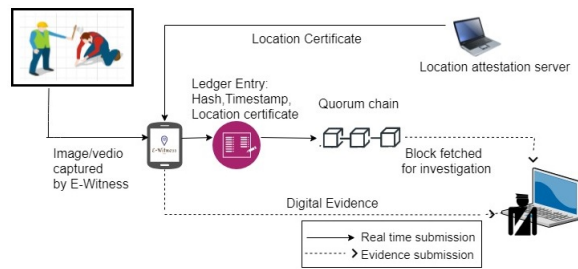 Location Certificate
Location attestation server
Ledger Entry:
Hash,Timestamp,
Location certificate
Quorum chain
E-Witness
Image/vedio
captured
by E-Witness
Block fetched
for investigation
Digital Evidence
Real time submission
Evidence submission